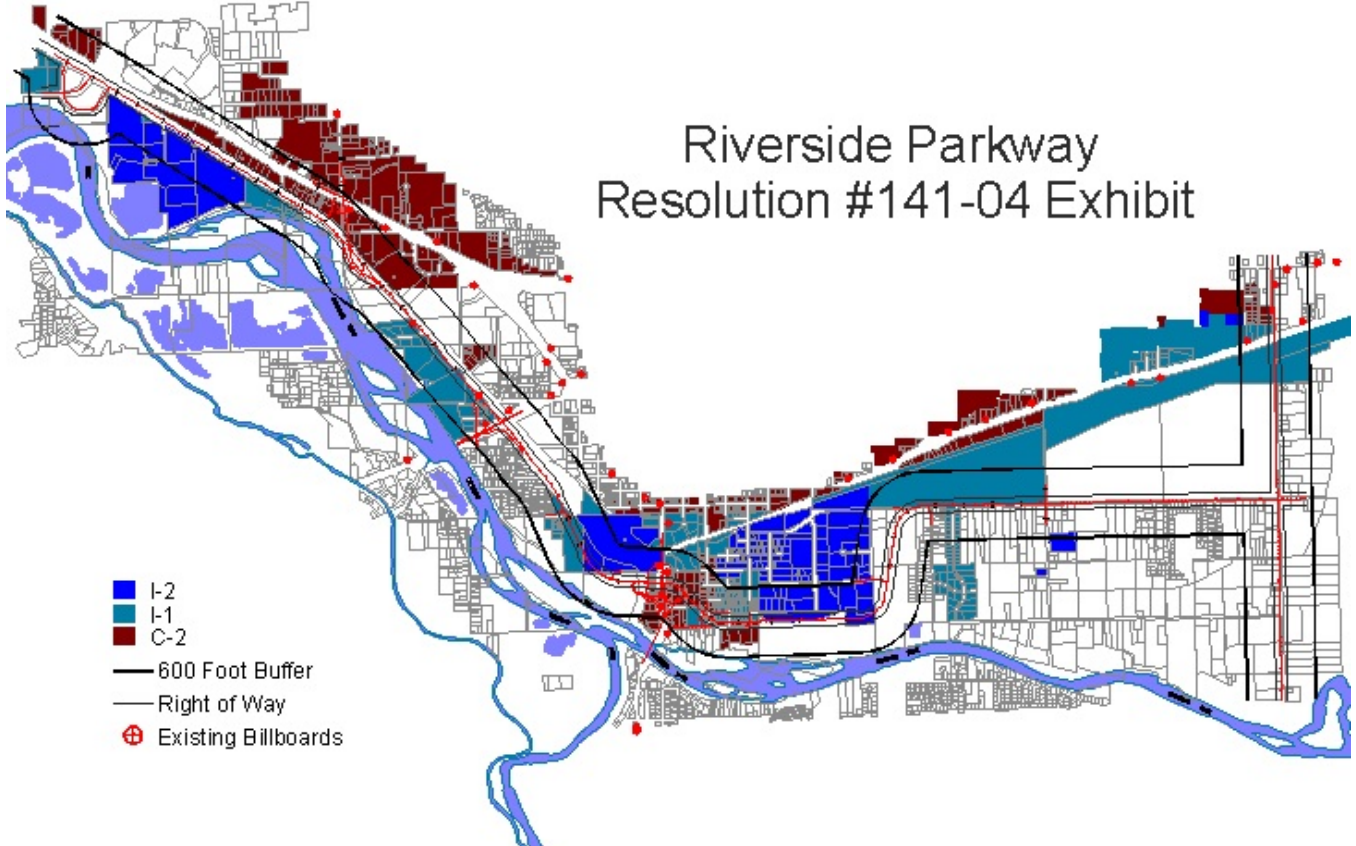 Riverside Parkway
Resolution #141-04 Exhibit
I-2
I-1
C-2
600 Foot Buffer
Right of Way
Existing Billboards